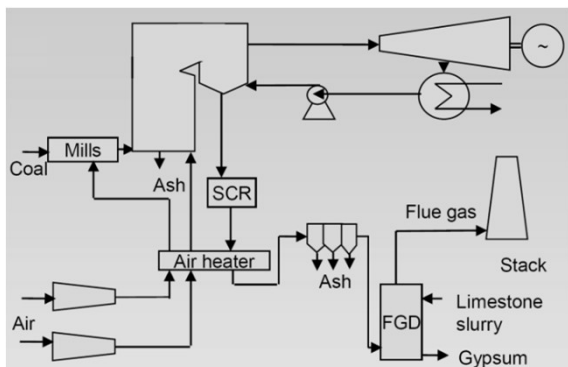 ~
Mills
Coal
Ash
SCR
Flue gas
Stack
Air heater
Ash
Air
FGD
Limestone
slurry
Gypsum